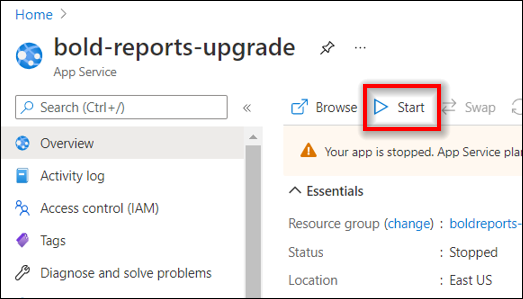 Home >
bold-reports-upgrade
App Service
Search (Ctrl+/)
Browse Start Swap
Overview
Your app is stopped. App Service plan
Activity log
Essentials
Access control (IAM)
Resource group (change) : boldreports-
Tags
Status : Stopped
Diagnose and solve problems
Location : East US